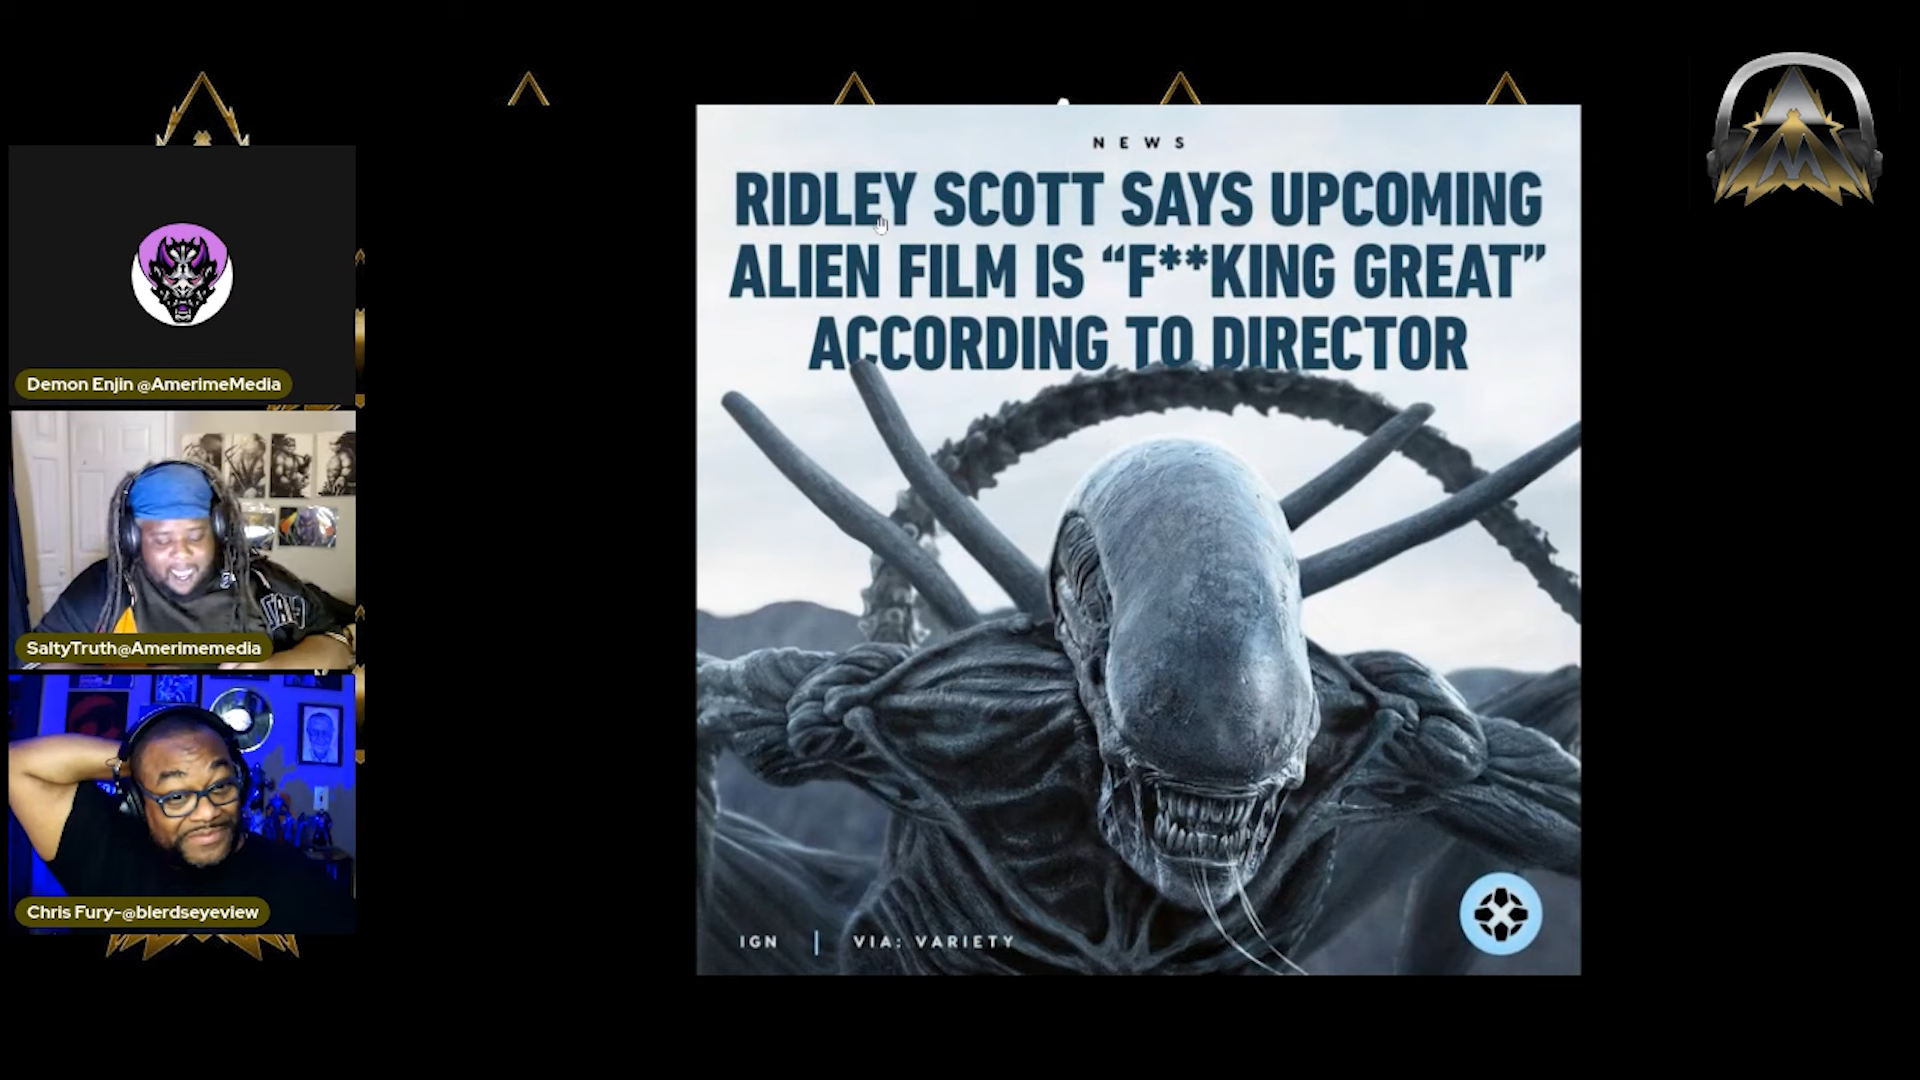 NEWS
RIDLEY SCOTT SAYS UPCOMING
ALIEN FILM IS “F**KING GREAT”
ACCORDING TO DIRECTOR
Demon Enjin @AmerimeMedia
SaltyTruth@Amerimemedia
Chris Fury-@blerdseyeview
IGN | VIA: VARIETY